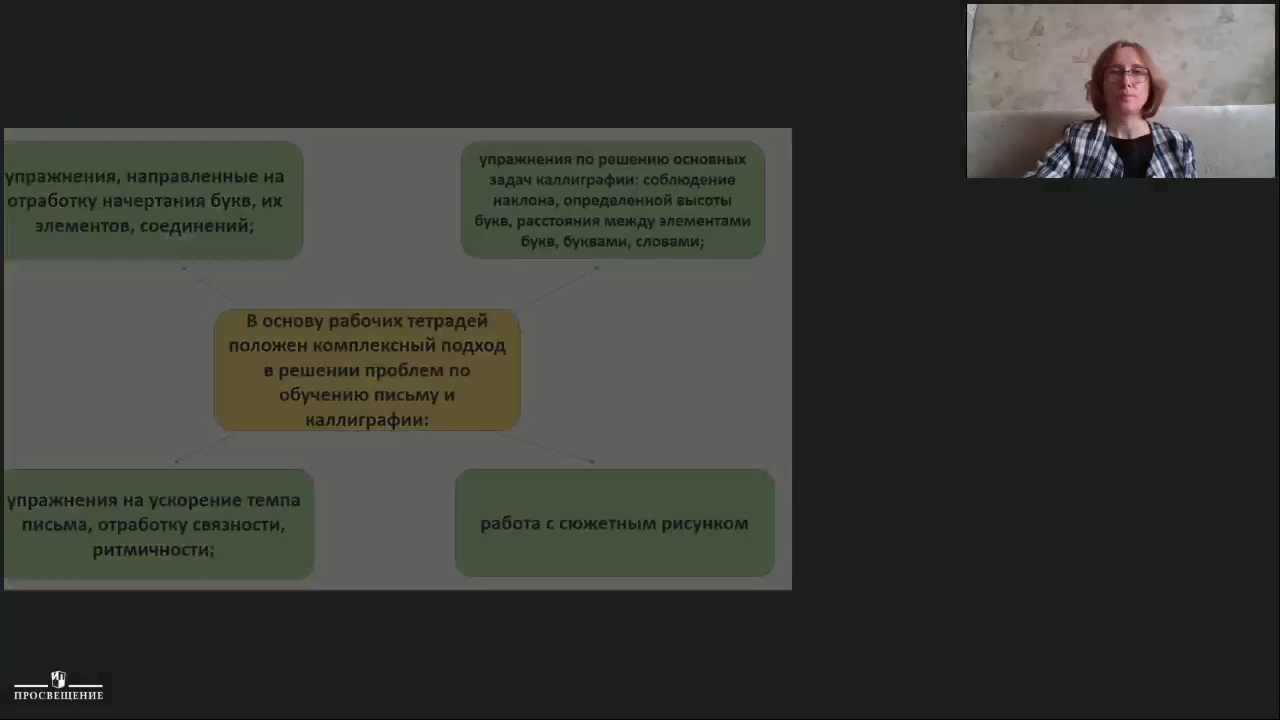 упражнения, направленные на
отработку начертания букв, их
элементов, соединений;
упражнения по решению основных
задач каллиграфии: соблюдение
наклона, определенной высоты
букв, расстояния между элементами
букв, буквами, словами;
В основу рабочих тетрадей
положен комплексный подход
в решении проблем по
обучению письму и
каллиграфии:
упражнения на ускорение темпа
письма, отработку связности,
ритмичности;
работа с сюжетным рисунком
ПРОСВЕЩЕНИЕ